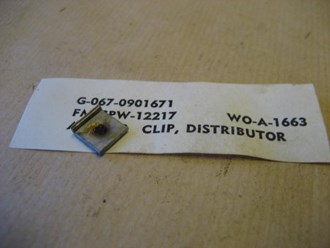 G-067-0901671
WO-A-1663
CLIP, DISTRIBUTOR